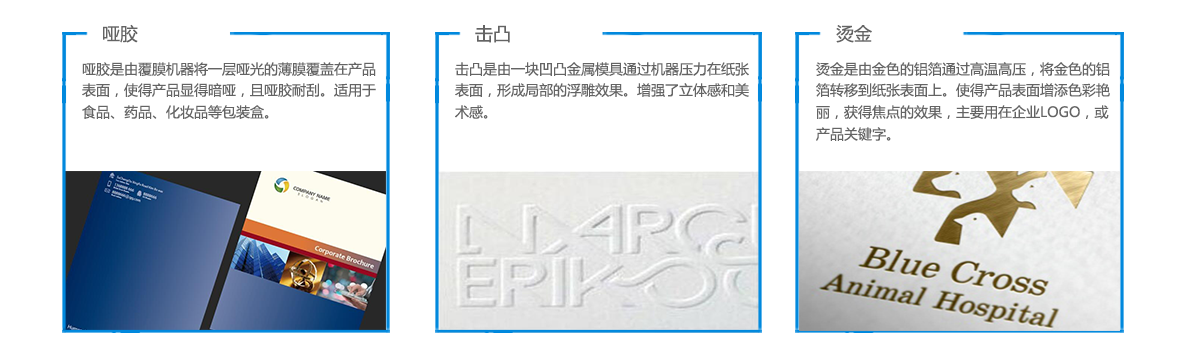 哑胶
哑胶是由覆膜机器将一层哑光的薄膜覆盖在产品
表面，使得产品显得暗哑，且哑胶耐刮。适用于
食品、药品、化妆品等包装盒。
COMPANY NAME
SLOGAN
Corporate Brochure
击凸
击凸是由一块凹凸金属模具通过机器压力在纸张
表面，形成局部的浮雕效果。增强了立体感和美
术感。
烫金
烫金是由金色的铝箔通过高温高压，将金色的铝
箔转移到纸张表面上。使得产品表面增添色彩艳
丽，获得焦点的效果，主要用在企业LOGO，或
产品关键字。
Blue Cross
Animal Hospital